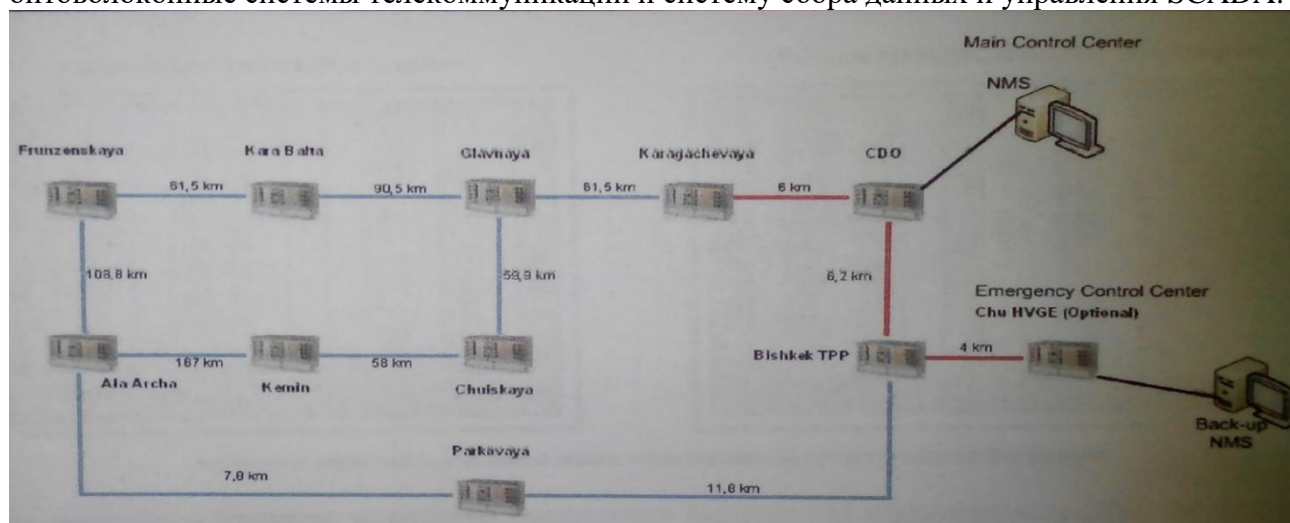 оптоволоконные системы телекоммуникаций и систему сбора данных и управления SCADA.
Main Control Center
NMS
Frunzenskaya
Kara Balta
Glavnaya
Karagachevaya
CDO
61,5 km
90,5 km
61,5 km
6 km
108,8 km
59,9 km
6,2 km
Emergency Control Center
Chu HVGE (Optional)
Bishkek TPP
4 km
167 km
58 km
Ala Archa
Kemin
Chuiskaya
Back-up
NMS
Parkavaya
7,8 km
11,8 km